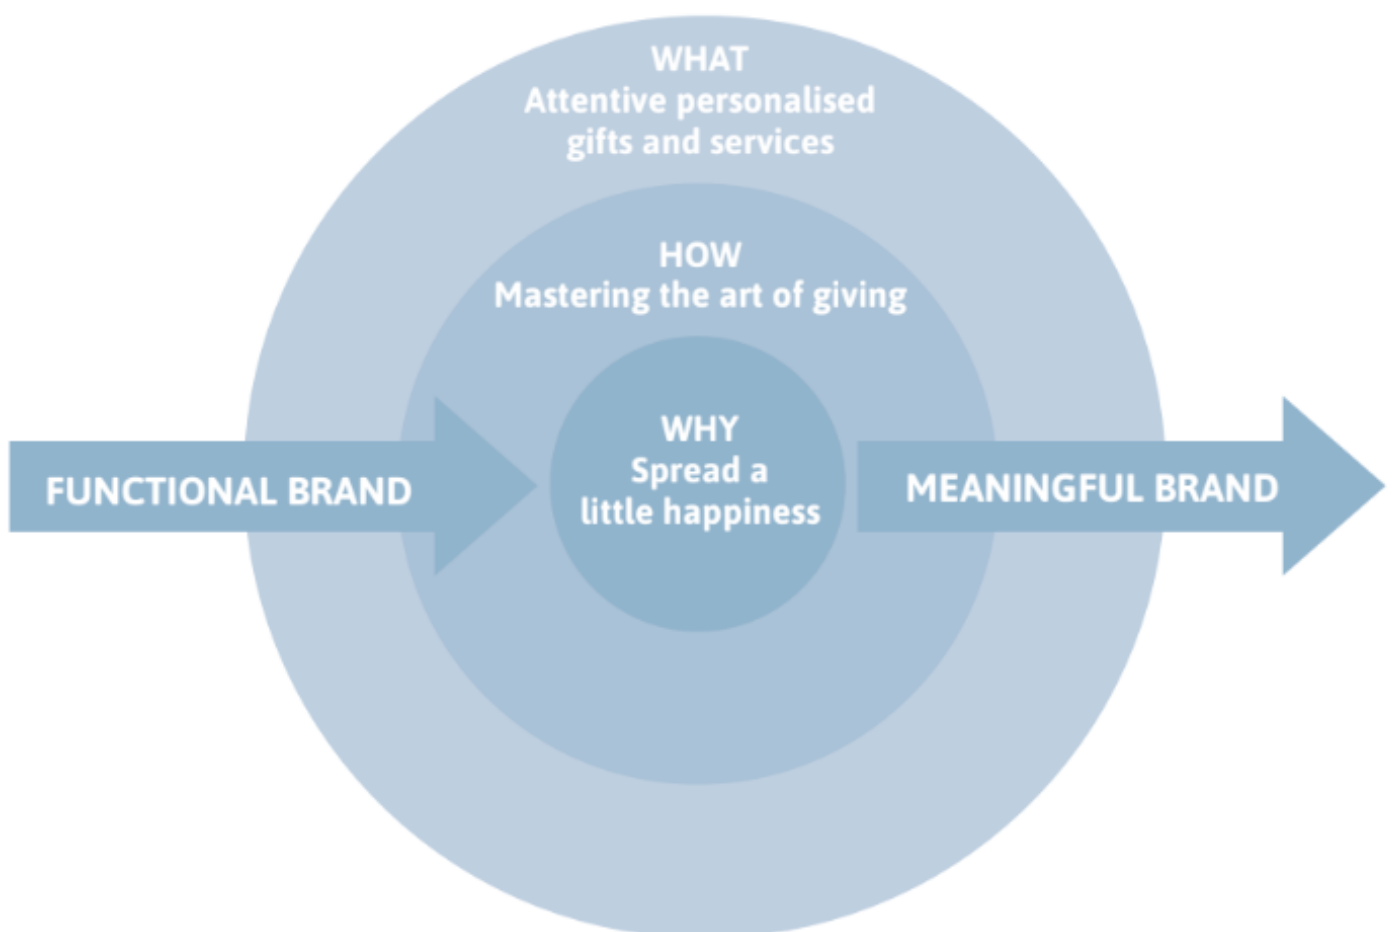 WHAT
Attentive personalised
gifts and services
HOW
Mastering the art of giving
WHY
Spread a
little happiness
FUNCTIONAL BRAND
MEANINGFUL BRAND